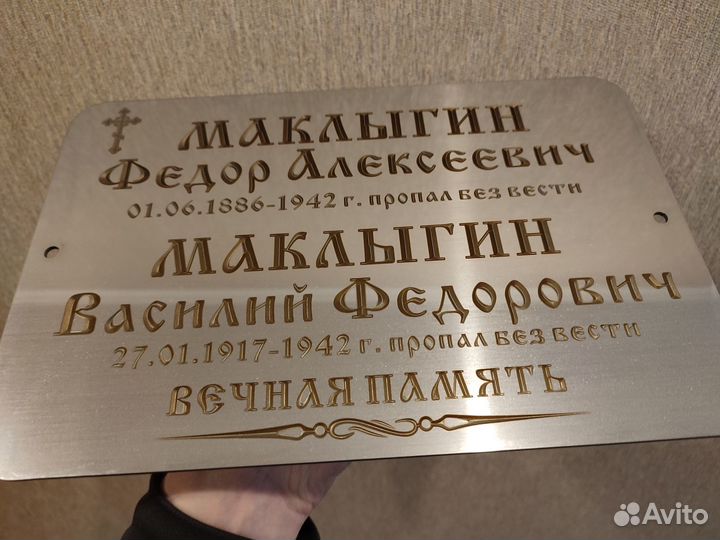 МАКЛЫГИН
ФЕДОР АЛЕКСЕЕВИЧ
01.06.1886-1942 г. ПРОПАЛ БЕЗ ВЕСТИ
МАКЛЫГИН
ВАСИЛИЙ ФЕДОРОВИЧ
27.01.1917-1942 г. ПРОПАЛ БЕЗ ВЕСТИ
ВЕЧНАЯ ПАМЯТЬ
Avito